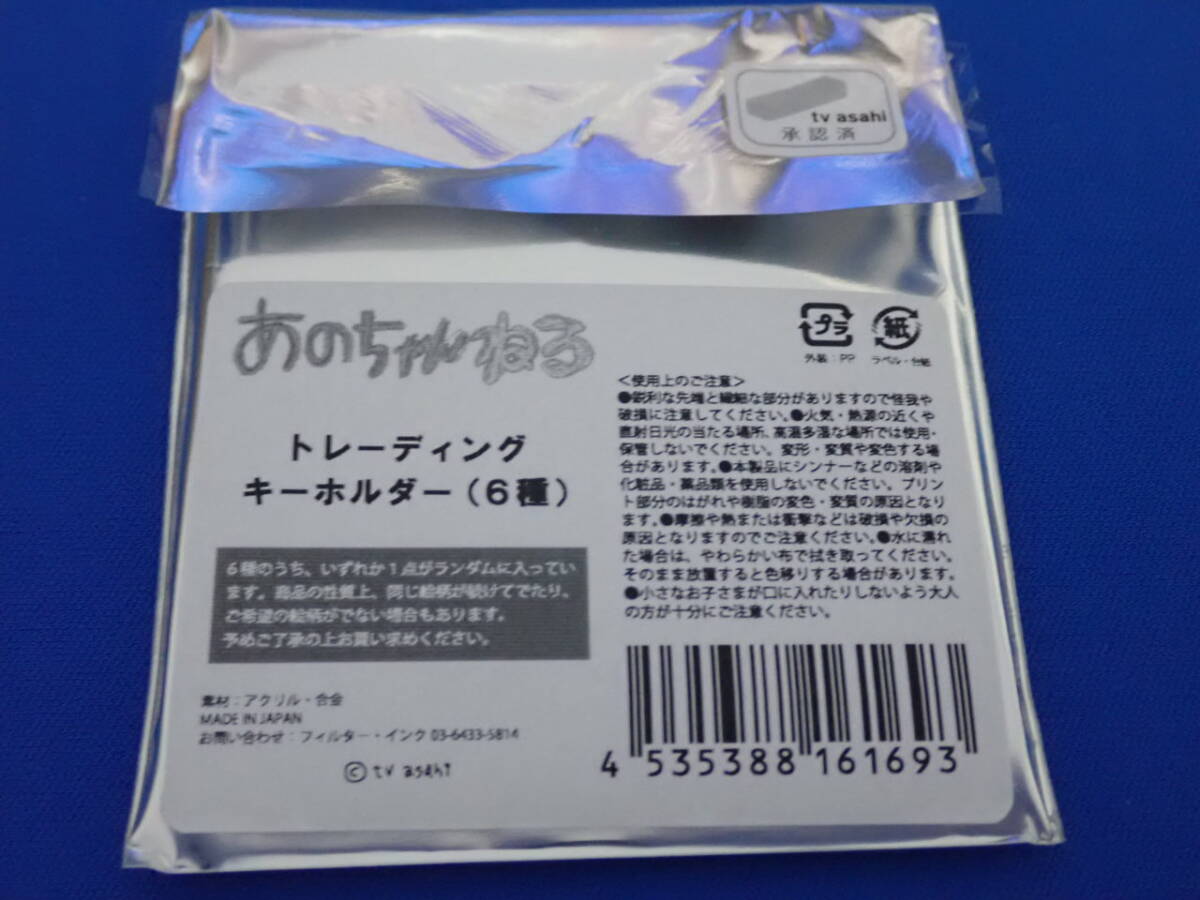 tv asahi
承認済
あのちゃんねる
トレーディング
キーホルダー(6種)
6種のうち、いずれか1点がランダムに入ってい
ます。商品の性質上、同じ絵柄が続けてでたり、
ご希望の絵柄がでない場合もあります。
予めご了承の上お買い求めください。
素材：アクリル・合金
MADE IN JAPAN
お問い合わせ：フィルター・インク 03-6433-5814
© tv asahi
プラ
外装：PP
紙
ラベル・台紙
<使用上のご注意>
●鋭利な先端と繊細な部分がありますので怪我や
破損に注意してください。●火気・熱源の近くや
直射日光の当たる場所、高温多湿な場所では使用・
保管しないでください。変形・変質や変色する場
合があります。●本製品にシンナーなどの溶剤や
化粧品・薬品類を使用しないでください。プリン
ト部分のはがれや樹脂の変色・変質の原因となり
ます。●摩擦や熱または衝撃などは破損や欠損の
原因となりますのでご注意ください。●水に濡れ
た場合は、やわらかい布で拭き取ってください。
そのまま放置すると色移りする場合があります。
●小さなお子さまが口に入れたりしないよう大人
の方が十分にご注意ください。
4 535388 161693